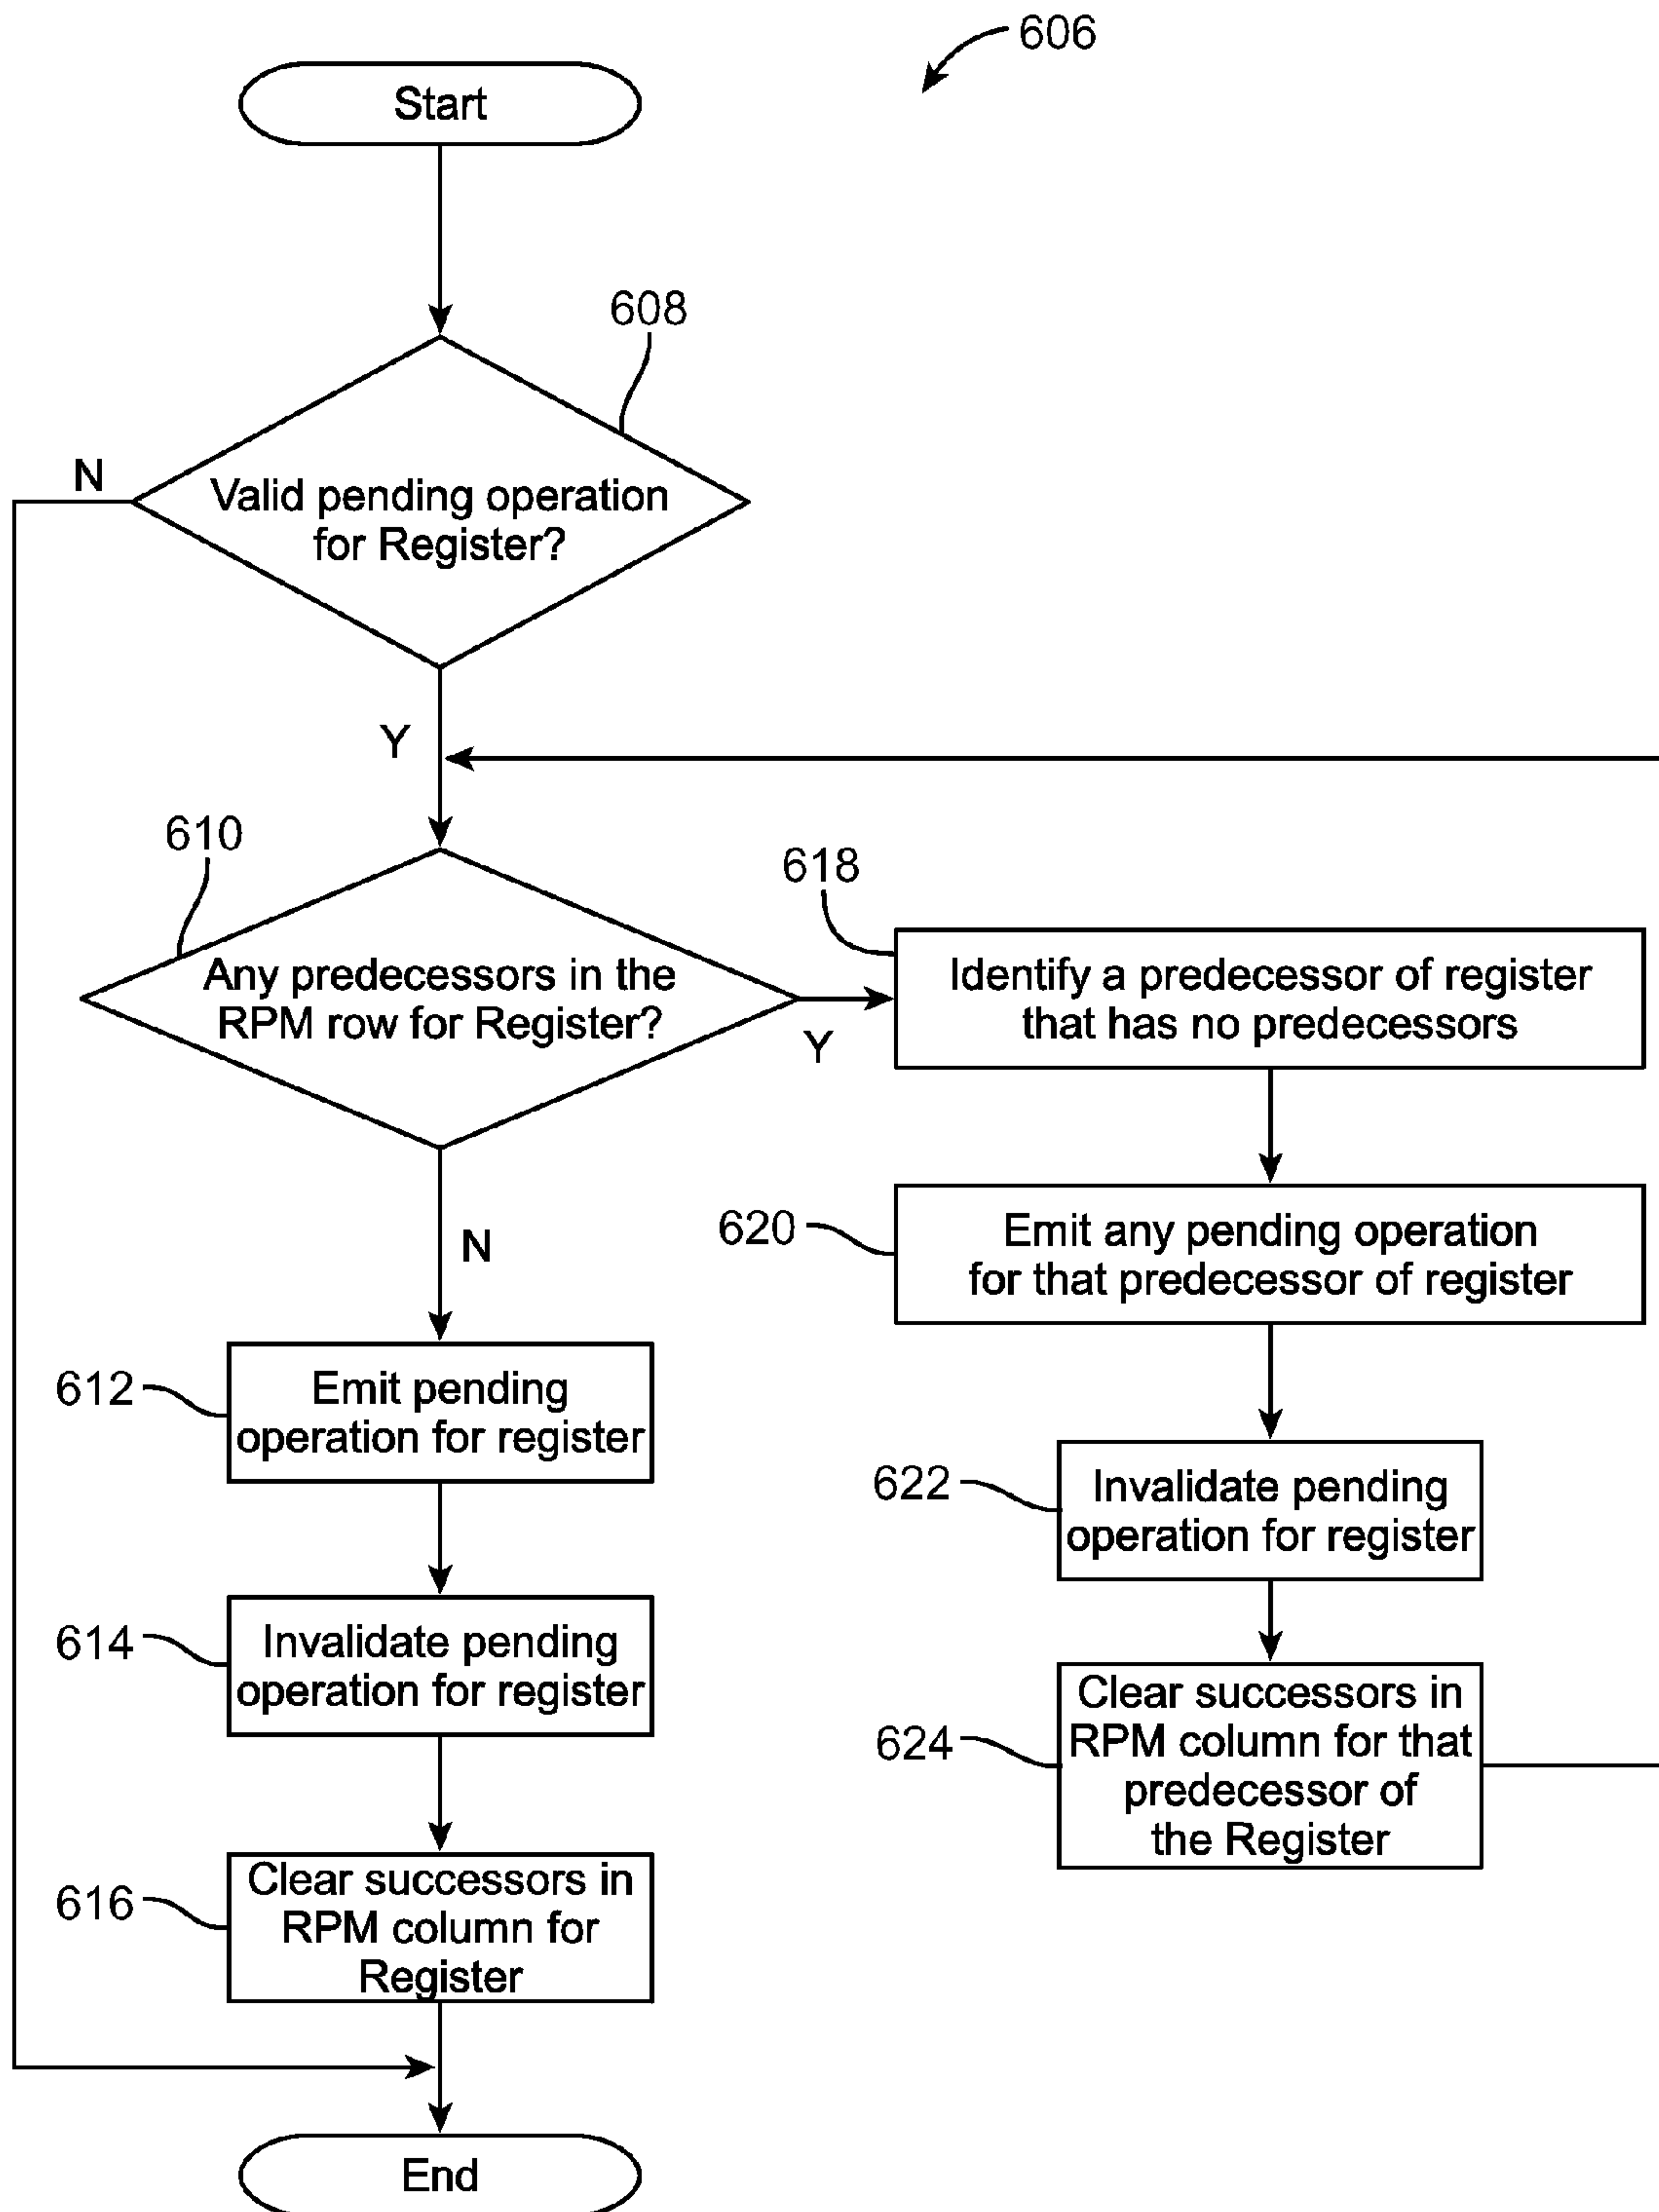 606
Start
608
N
Valid pending operation
for Register?
Y
610
618
Any predecessors in the
RPM row for Register?
Y
Identify a predecessor of register
that has no predecessors
620
Emit any pending operation
for that predecessor of register
N
612
Emit pending
operation for register
622
Invalidate pending
operation for register
614
Invalidate pending
operation for register
624
Clear successors in
RPM column for that
predecessor of
the Register
616
Clear successors in
RPM column for
Register
End